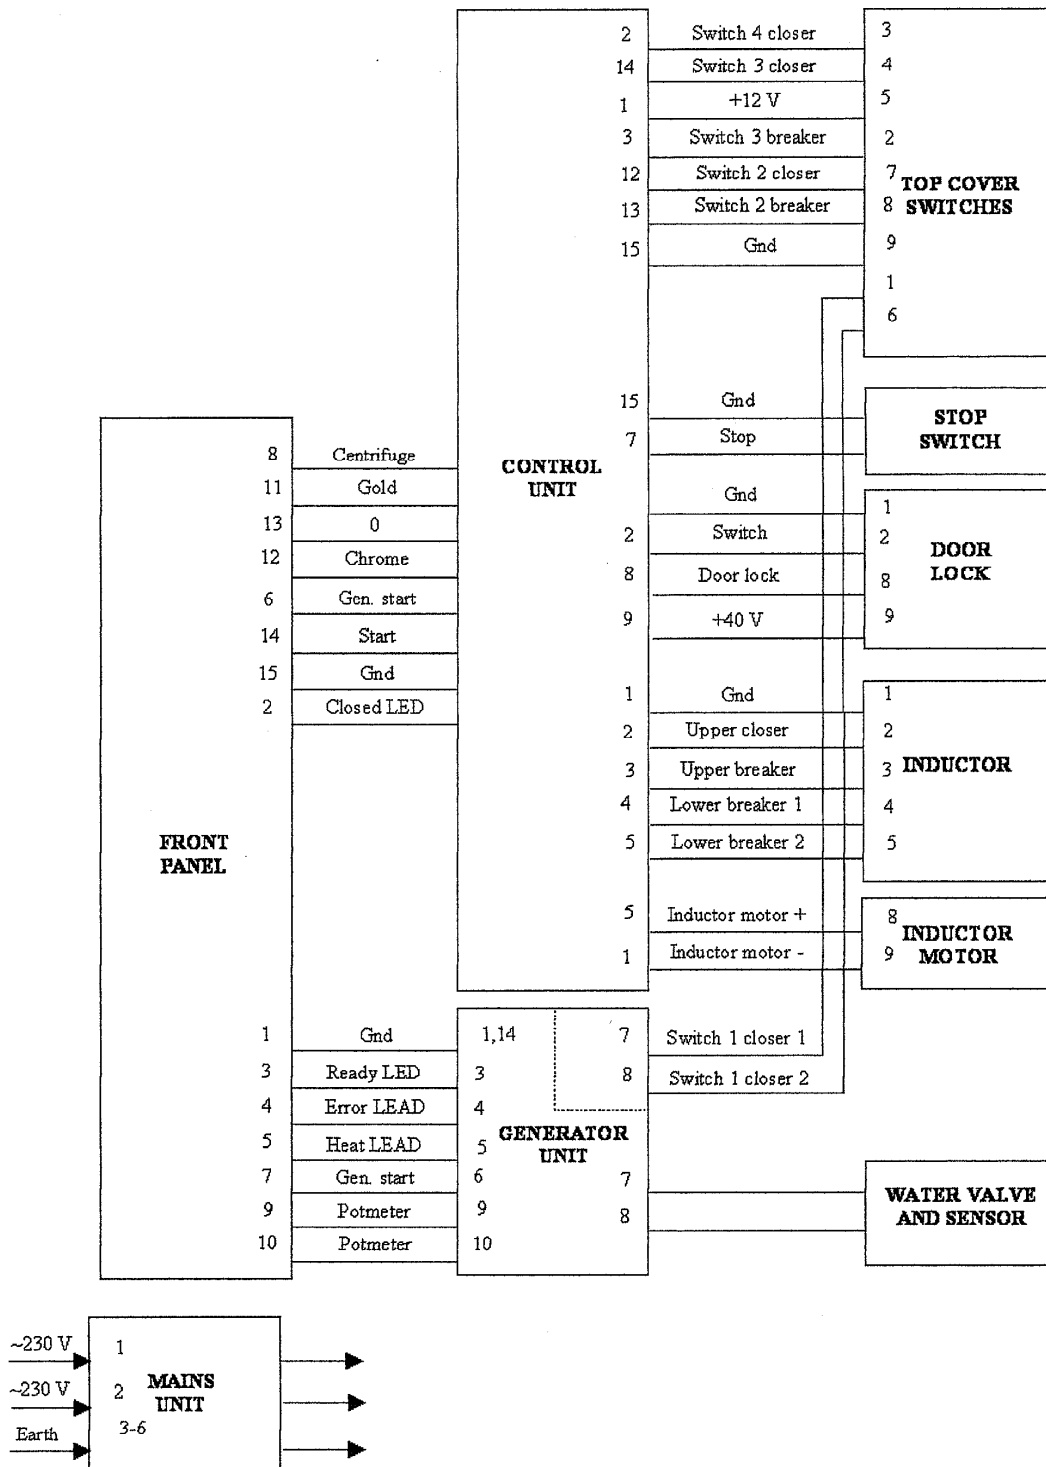 2 Switch 4 closer 3
14 Switch 3 closer 4
1 +12 V 5
3 Switch 3 breaker 2
12 Switch 2 closer 7
TOP COVER
SWITCHES
13 Switch 2 breaker 8
15 Gnd 9
1
6
15 Gnd
7 Stop
STOP
SWITCH
8 Centrifuge
11 Gold
13 0
12 Chrome
6 Gen. start
14 Start
15 Gnd
2 Closed LED
CONTROL
UNIT
Gnd 1
2 Switch 2
8 Door lock 8
9 +40 V 9
DOOR
LOCK
1 Gnd 1
2 Upper closer 2
3 Upper breaker 3
4 Lower breaker 1 4
5 Lower breaker 2 5
INDUCTOR
FRONT
PANEL
5 Inductor motor + 8
1 Inductor motor - 9
INDUCTOR
MOTOR
1 Gnd 1,14
3 Ready LED 3
4 Error LEAD 4
5 Heat LEAD 5
7 Gen. start 6
9 Potmeter 9
10 Potmeter 10
GENERATOR
UNIT
7 Switch 1 closer 1
8 Switch 1 closer 2
7
8
WATER VALVE
AND SENSOR
~230 V 1
~230 V 2
Earth 3-6
MAINS
UNIT